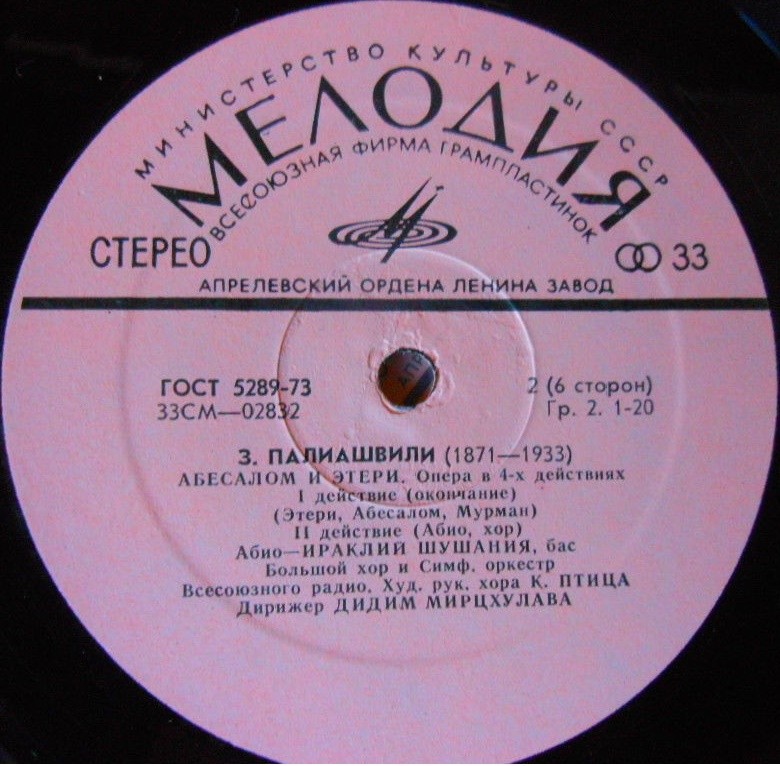 МИНИСТЕРСТВО КУЛЬТУРЫ СССР
МЕЛОДИЯ
ВСЕСОЮЗНАЯ ФИРМА ГРАМПЛАСТИНОК
СТЕРЕО
33
АПРЕЛЕВСКИЙ ОРДЕНА ЛЕНИНА ЗАВОД
ГОСТ 5289-73
2 (6 сторон)
33СМ—02832
Гр. 2. 1-20
З. ПАЛИАШВИЛИ (1871—1933)
АБЕСАЛОМ И ЭТЕРИ. Опера в 4-х действиях
I действие (окончание)
(Этери, Абесалом, Мурман)
II действие (Абио, хор)
Абио—ИРАКЛИЙ ШУШАНИЯ, бас
Большой хор и Симф. оркестр
Всесоюзного радио. Худ. рук. хора К. ПТИЦА
Дирижер ДИДИМ МИРЦХУЛАВА